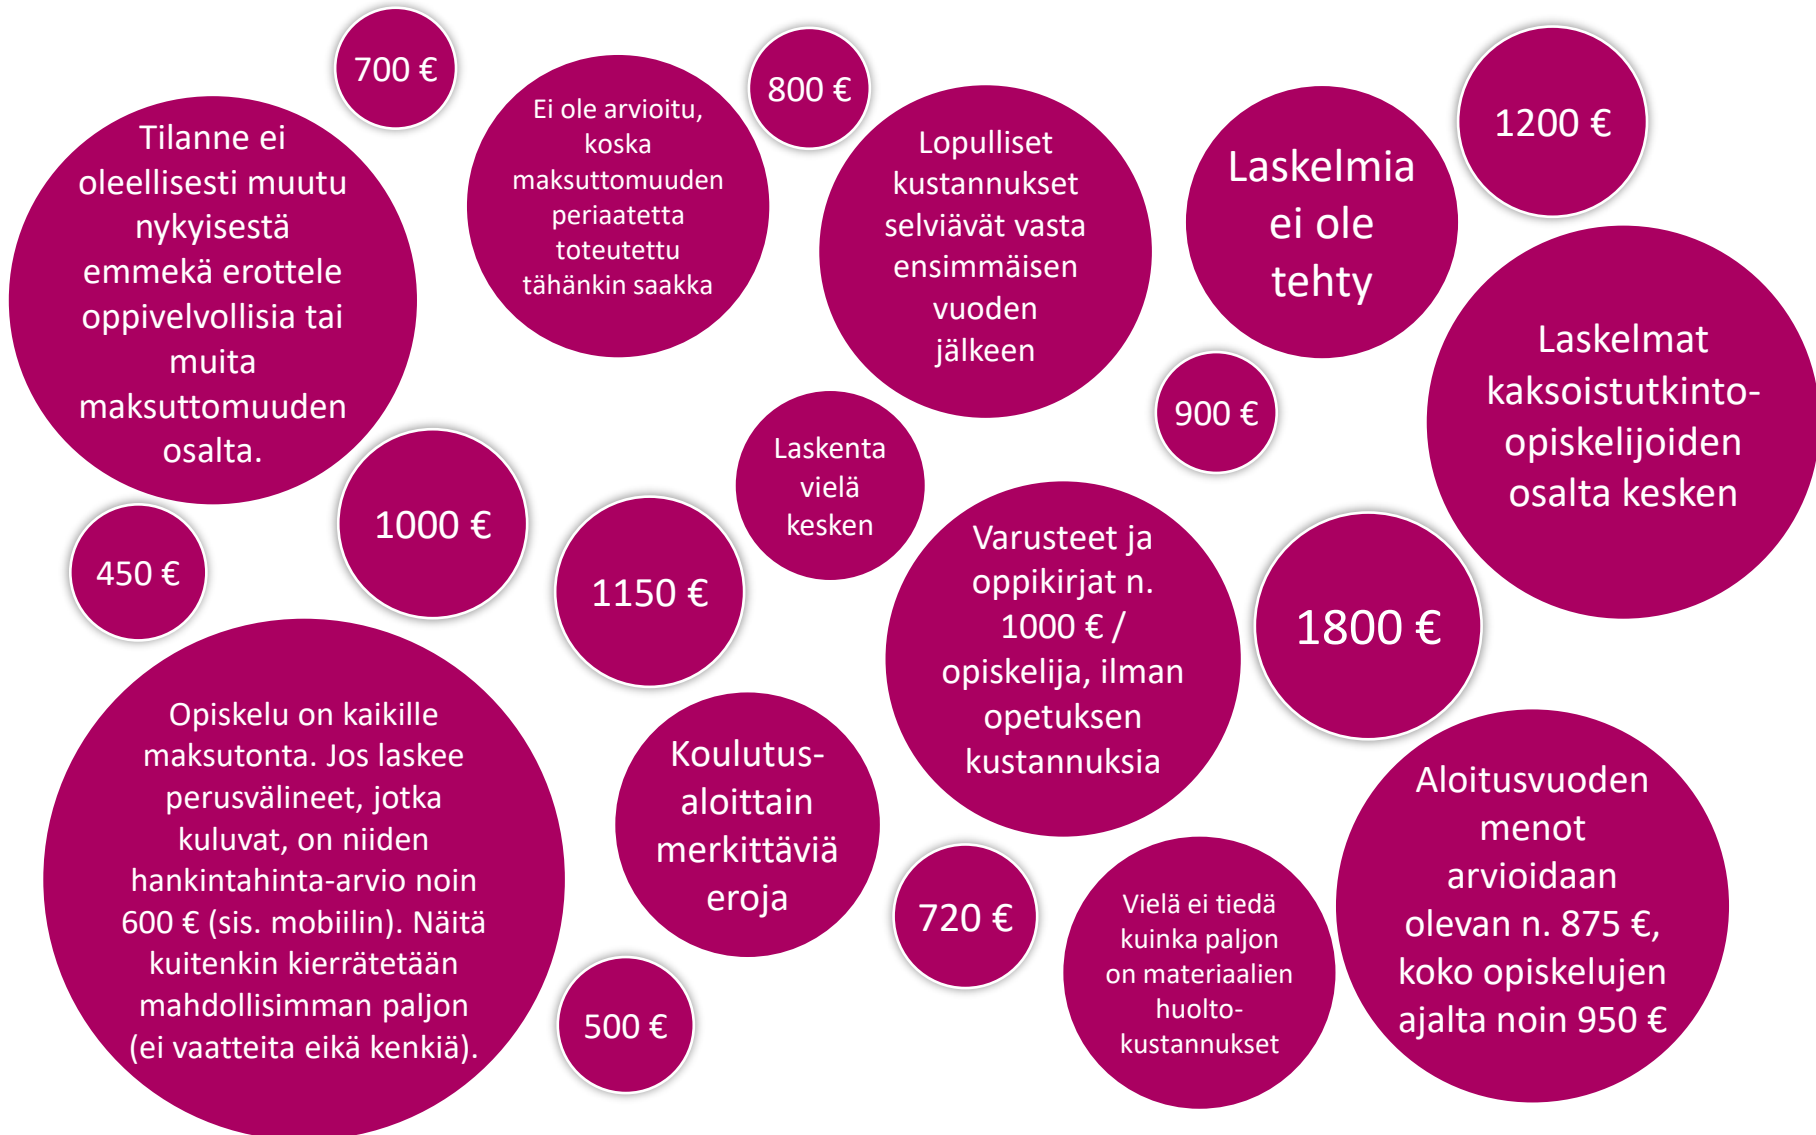 700 €
Tilanne ei
oleellisesti muutu
nykyisestä
emmekä erottele
oppivelvollisia tai
muita
maksuttomuuden
osalta.
Ei ole arvioitu,
koska
maksuttomuuden
periaatetta
toteutettu
tähänkin saakka
800 €
Lopulliset
kustannukset
selviävät vasta
ensimmäisen
vuoden
jälkeen
Laskelmia
ei ole
tehty
1200 €
Laskelmat
kaksoistutkinto-
opiskelijoiden
osalta kesken
900 €
Laskenta
vielä
kesken
1000 €
450 €
1150 €
Varusteet ja
oppikirjat n.
1000 € /
opiskelija, ilman
opetuksen
kustannuksia
1800 €
Opiskelu on kaikille
maksutonta. Jos laskee
perusvälineet, jotka
kuluvat, on niiden
hankintahinta-arvio noin
600 € (sis. mobiilin). Näitä
kuitenkin kierrätetään
mahdollisimman paljon
(ei vaatteita eikä kenkiä).
Koulutus-
aloittain
merkittäviä
eroja
500 €
720 €
Vielä ei tiedä
kuinka paljon
on materiaalien
huolto-
kustannukset
Aloitusvuoden
menot
arvioidaan
olevan n. 875 €,
koko opiskelujen
ajalta noin 950 €